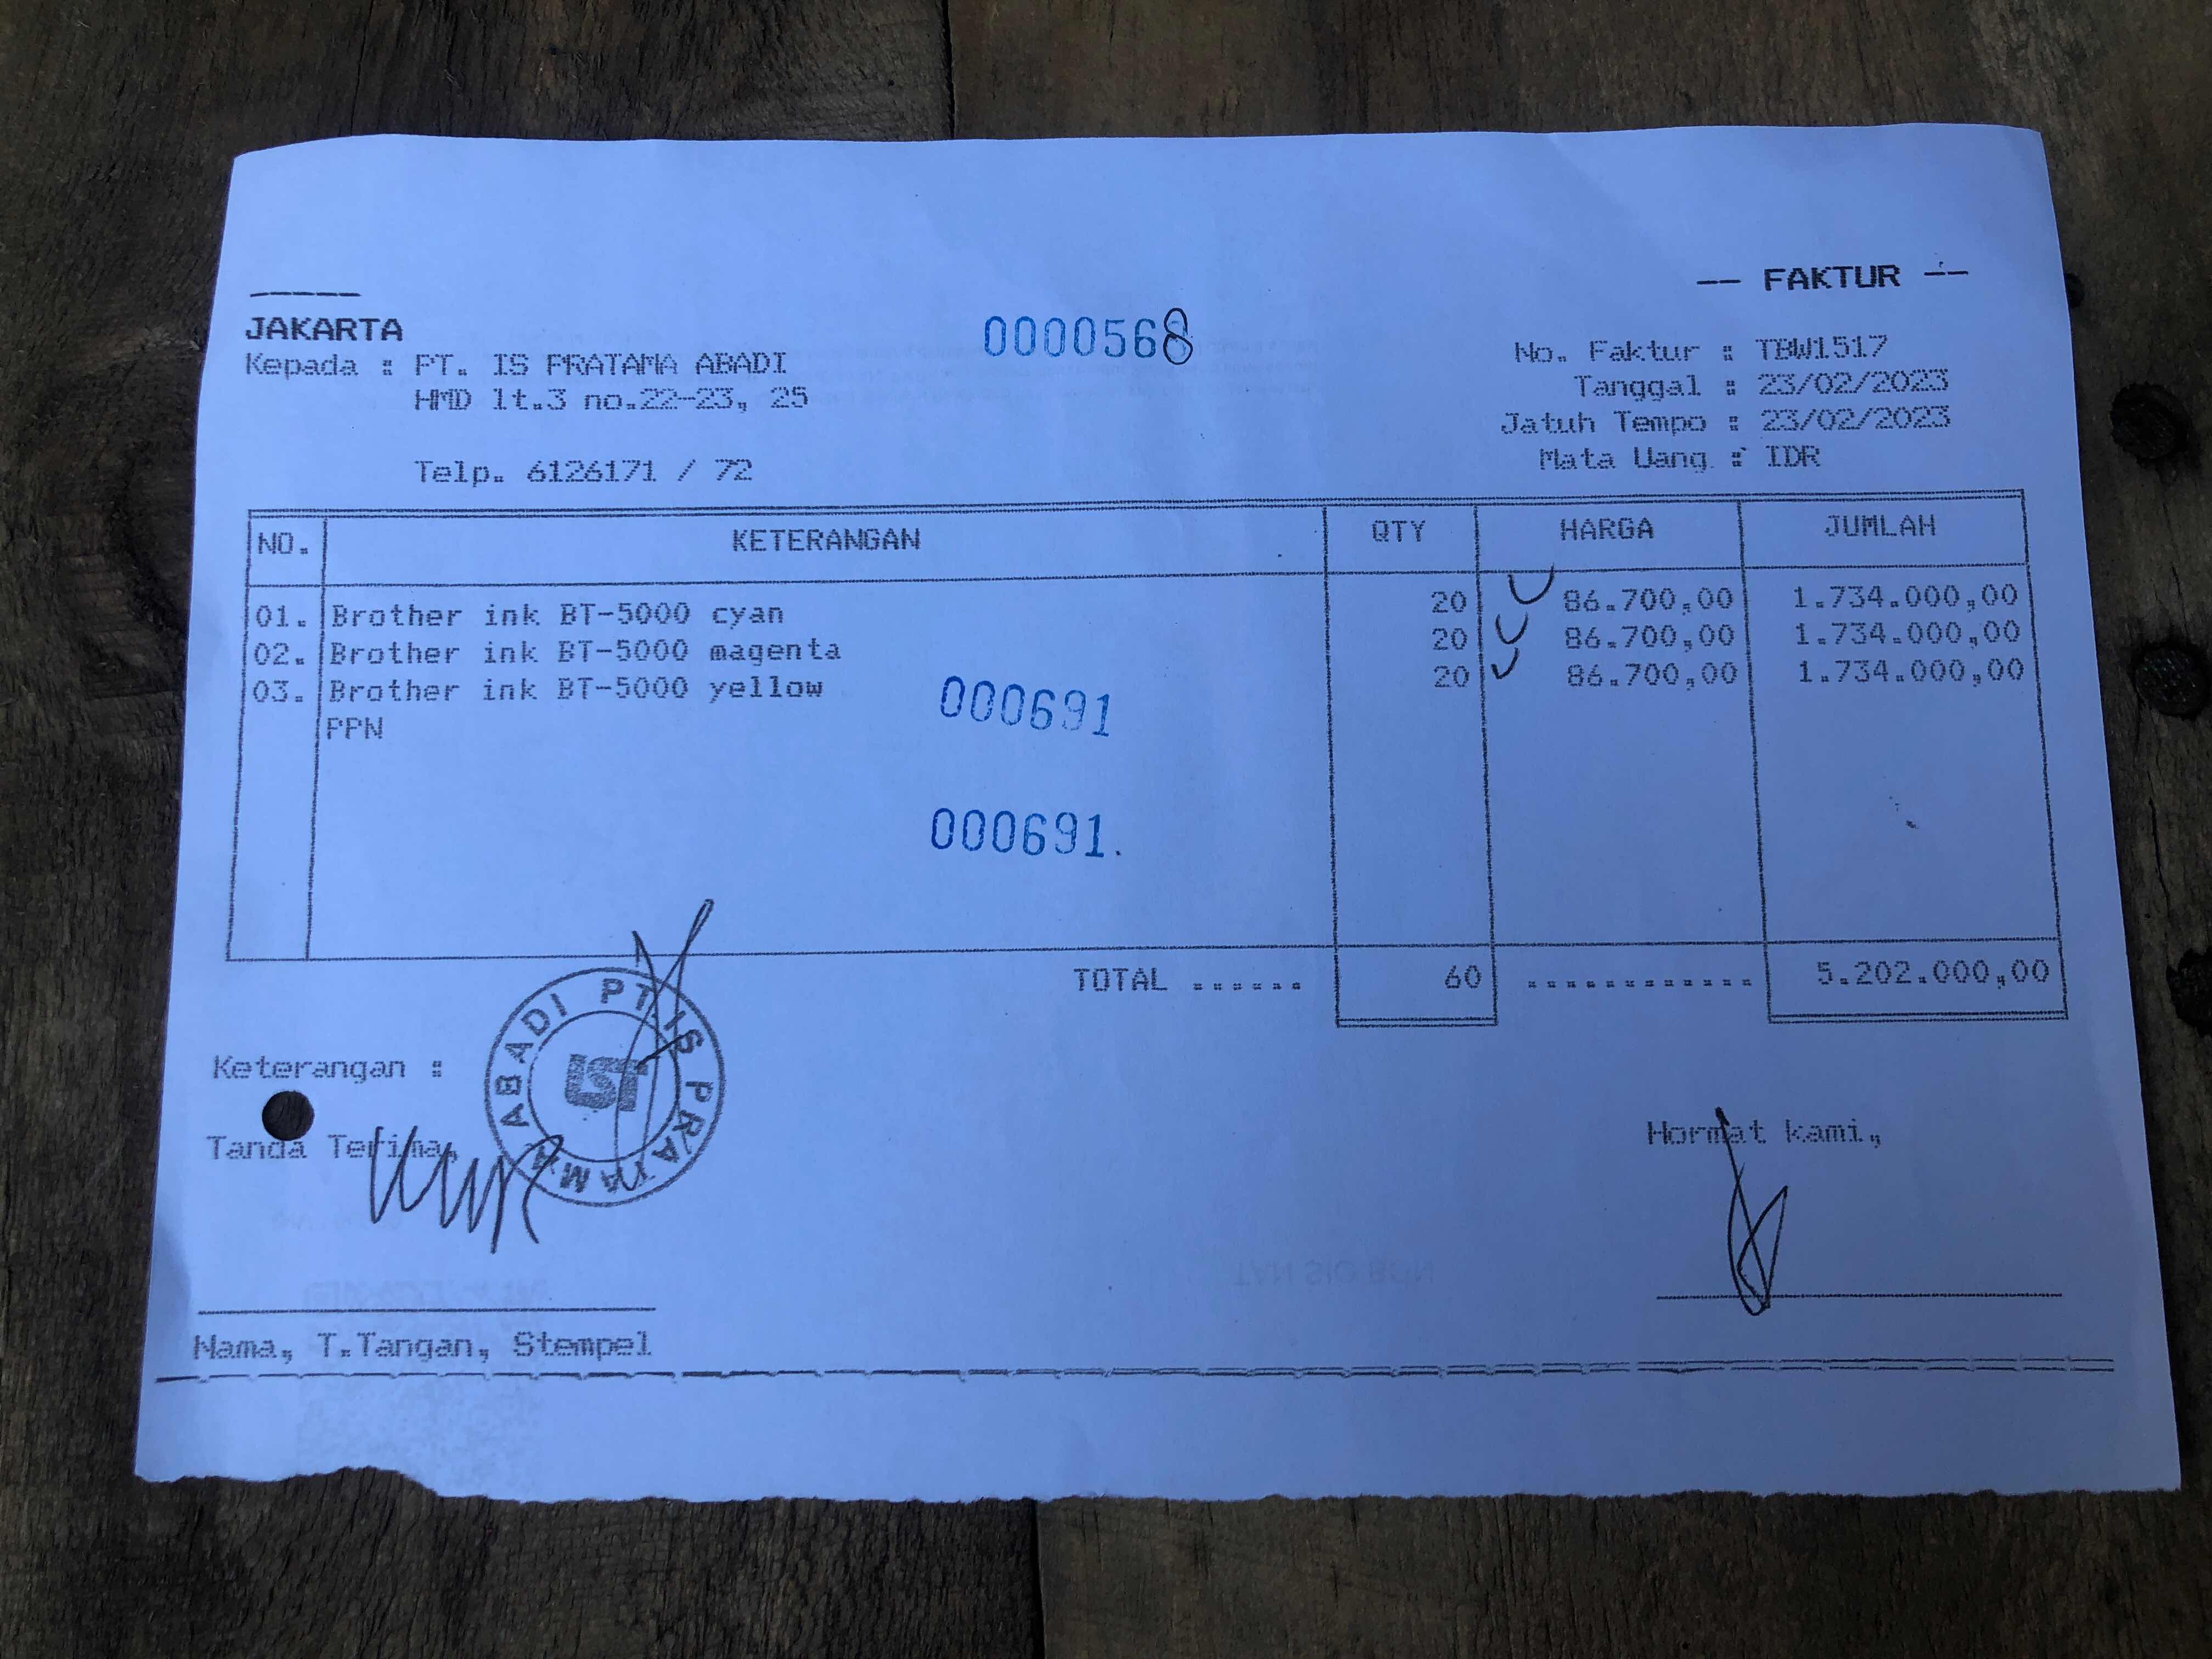 -- FAKTUR --
JAKARTA
0000568
Kepada : PT. IS PRATAMA ABADI
HMD lt.3 no.22-23, 25
Telp. 6126171 / 72
No. Faktur : TBW1517
Tanggal : 23/02/2023
Jatuh Tempo : 23/02/2023
Mata Uang : IDR
NO. KETERANGAN QTY HARGA JUMLAH
01. Brother ink BT-5000 cyan 20 86.700,00 1.734.000,00
02. Brother ink BT-5000 magenta 20 86.700,00 1.734.000,00
03. Brother ink BT-5000 yellow 20 86.700,00 1.734.000,00
PPN
000691
000691.
TOTAL ...... 60 ............ 5.202.000,00
PT. IS PRATAMA ABADI
IST
Keterangan :
Tanda Terima,
Hormat kami,
Nama, T.Tangan, Stempel